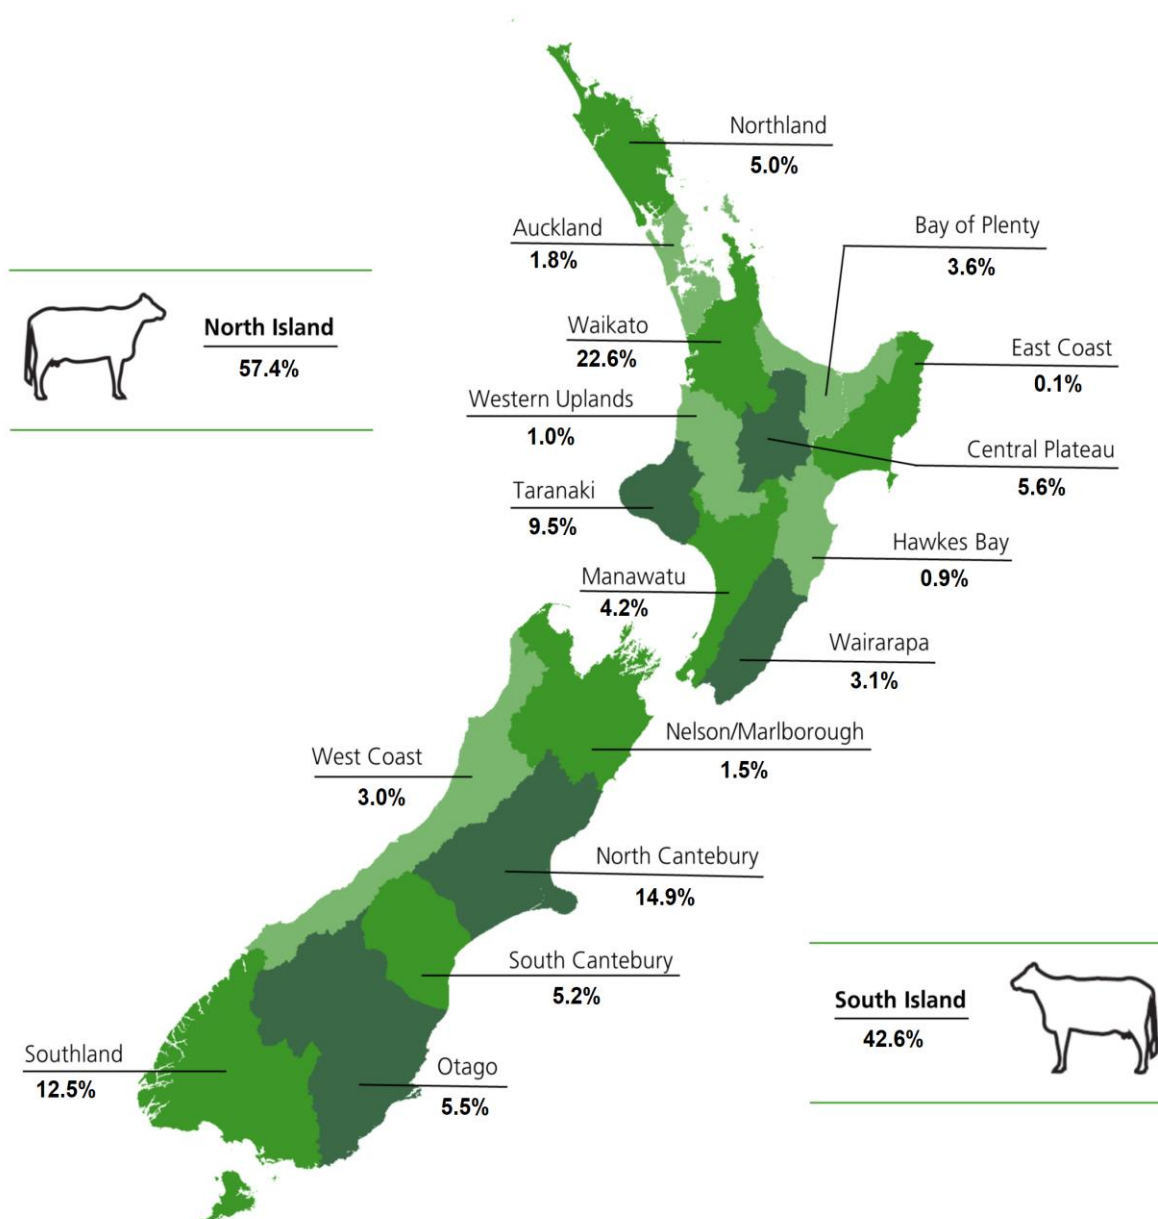 Northland
5.0%
Auckland
1.8%
Bay of Plenty
3.6%
North Island
57.4%
Waikato
22.6%
East Coast
0.1%
Western Uplands
1.0%
Central Plateau
5.6%
Taranaki
9.5%
Hawkes Bay
0.9%
Manawatu
4.2%
Wairarapa
3.1%
Nelson/Marlborough
1.5%
West Coast
3.0%
North Cantebury
14.9%
South Cantebury
5.2%
South Island
42.6%
Southland
12.5%
Otago
5.5%